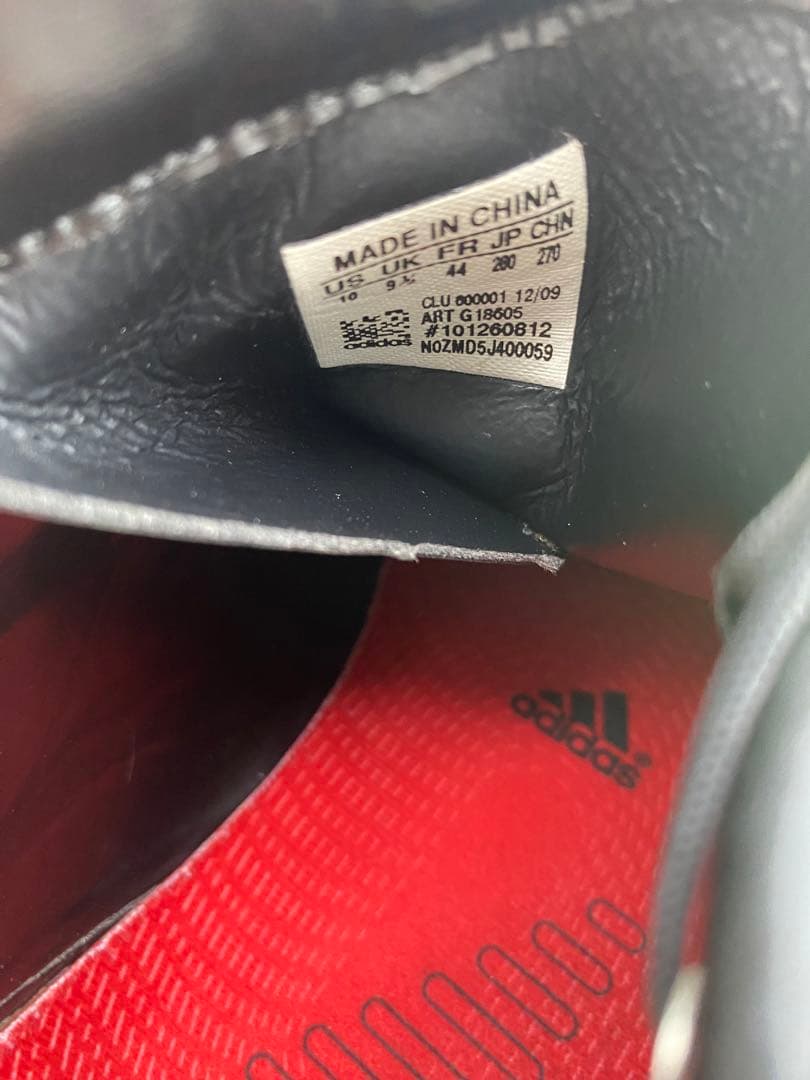 MADE IN CHINA
US UK FR JP CHN
10 9½ 44 280 270
CLU 600001 12/09
ART G18605
#101260812
adidas N0ZMD5J400059
adidas®